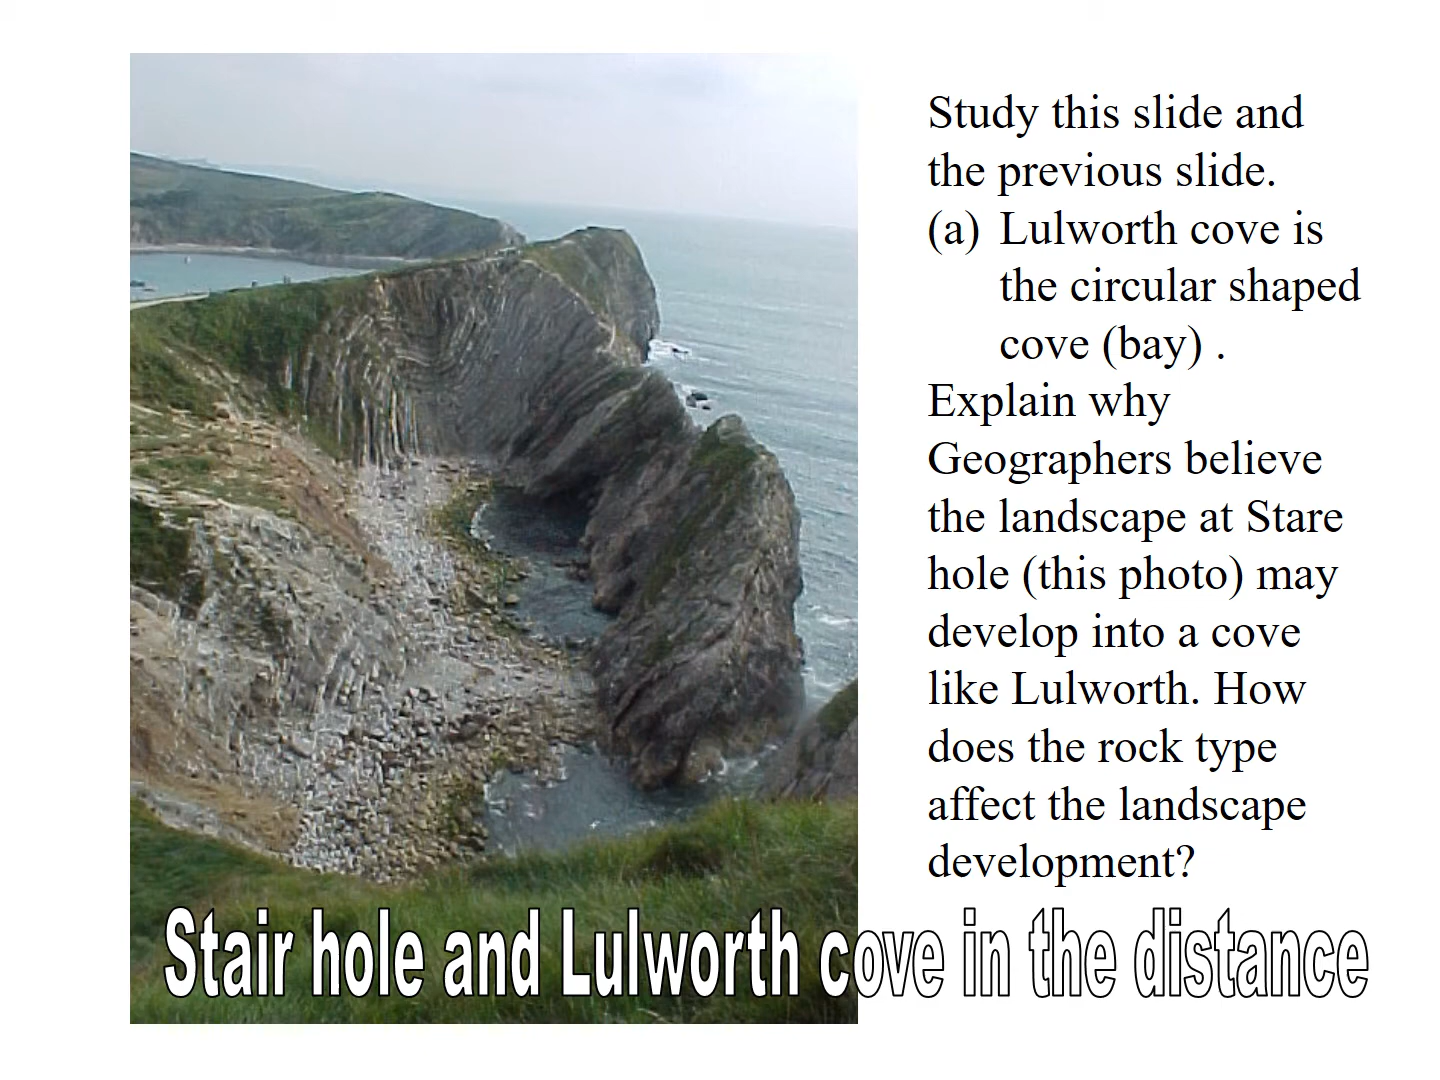 Study this slide and
the previous slide.
(a) Lulworth cove is
the circular shaped
cove (bay) .
Explain why
Geographers believe
the landscape at Stare
hole (this photo) may
develop into a cove
like Lulworth. How
does the rock type
affect the landscape
development?
Stair hole and Lulworth cove in the distance